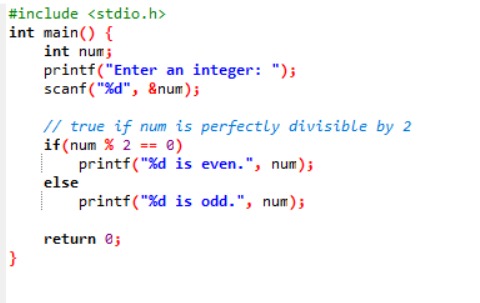 #include <stdio.h>
int main() {
    int num;
    printf("Enter an integer: ");
    scanf("%d", &num);

    // true if num is perfectly divisible by 2
    if(num % 2 == 0)
        printf("%d is even.", num);
    else
        printf("%d is odd.", num);

    return 0;
}